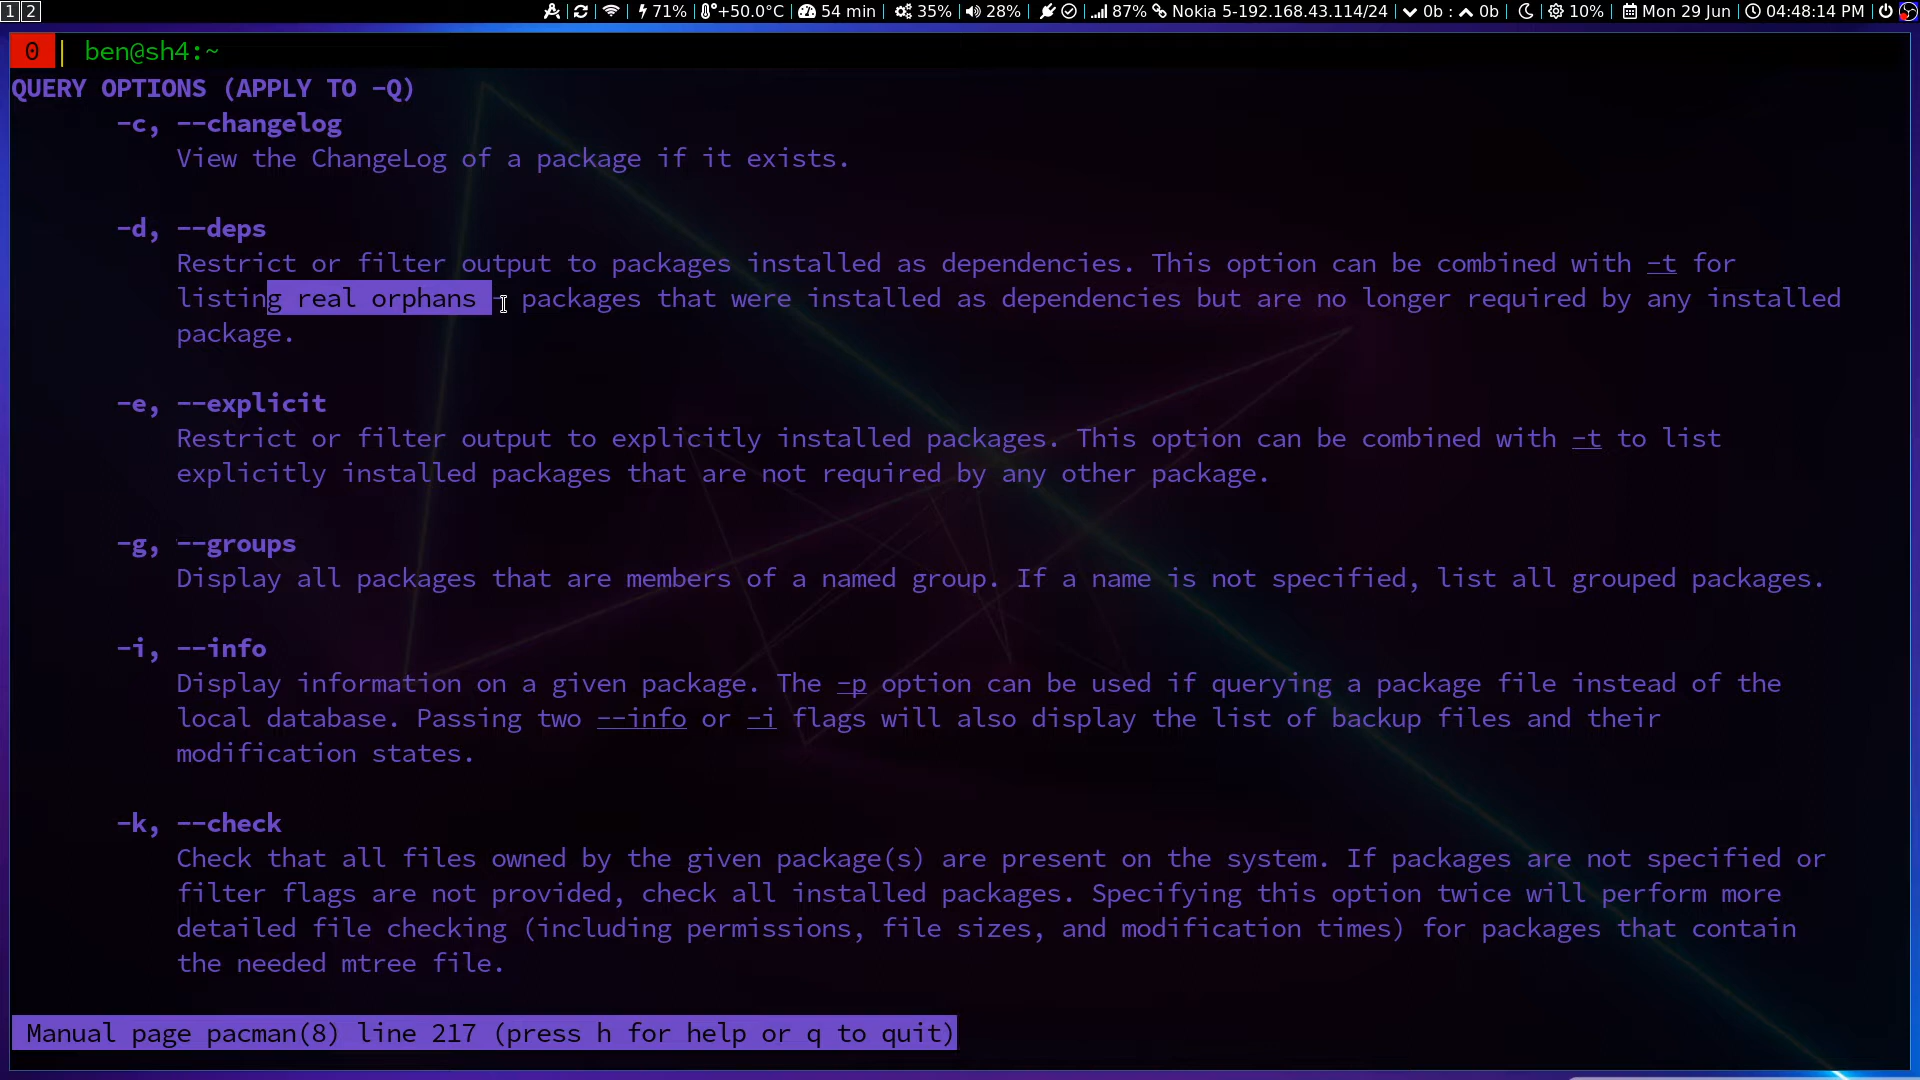 1 2 71% +50.0°C 54 min 35% 28% 87% Nokia 5-192.168.43.114/24 0b : 0b 10% Mon 29 Jun 04:48:14 PM
0 | ben@sh4:~
QUERY OPTIONS (APPLY TO -Q)
-c, --changelog
View the ChangeLog of a package if it exists.
-d, --deps
Restrict or filter output to packages installed as dependencies. This option can be combined with -t for
listing real orphans - packages that were installed as dependencies but are no longer required by any installed
package.
-e, --explicit
Restrict or filter output to explicitly installed packages. This option can be combined with -t to list
explicitly installed packages that are not required by any other package.
-g, --groups
Display all packages that are members of a named group. If a name is not specified, list all grouped packages.
-i, --info
Display information on a given package. The -p option can be used if querying a package file instead of the
local database. Passing two --info or -i flags will also display the list of backup files and their
modification states.
-k, --check
Check that all files owned by the given package(s) are present on the system. If packages are not specified or
filter flags are not provided, check all installed packages. Specifying this option twice will perform more
detailed file checking (including permissions, file sizes, and modification times) for packages that contain
the needed mtree file.
Manual page pacman(8) line 217 (press h for help or q to quit)